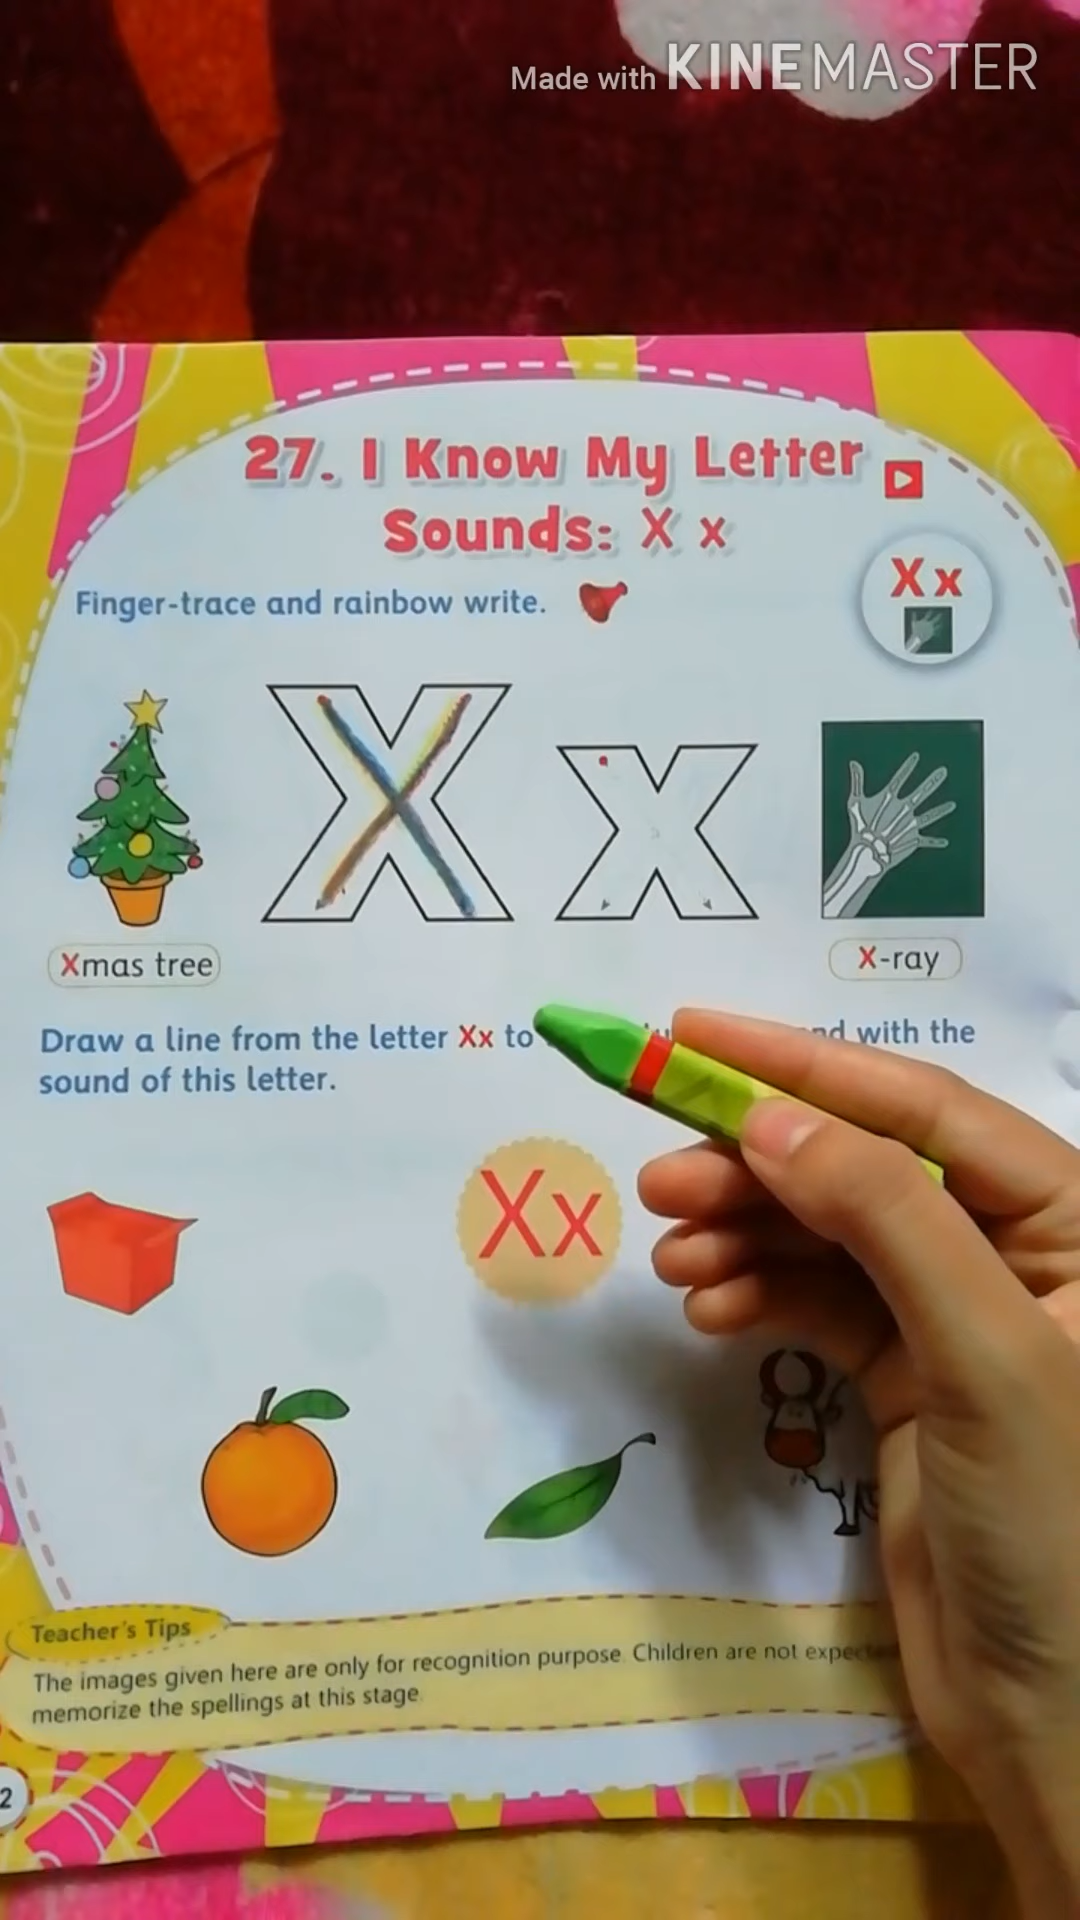 Made with KINEMASTER
27. I Know My Letter
Sounds: X x
Xx
Finger-trace and rainbow write.
X x
Xmas tree
X-ray
Draw a line from the letter Xx to with the
sound of this letter.
Xx
Teacher's Tips
The images given here are only for recognition purpose. Children are not
memorize the spellings at this stage.
2